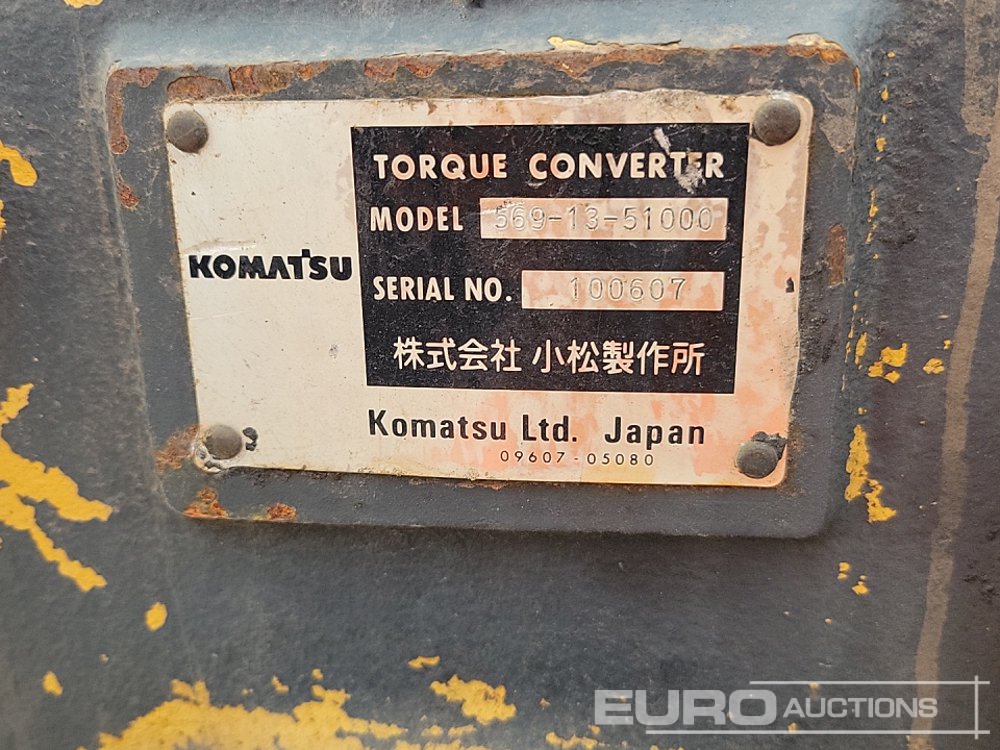 TORQUE CONVERTER
MODEL 569-13-51000
KOMATSU
SERIAL NO. 100607
株式会社 小松製作所
Komatsu Ltd. Japan
09607-05080
EURO AUCTIONS